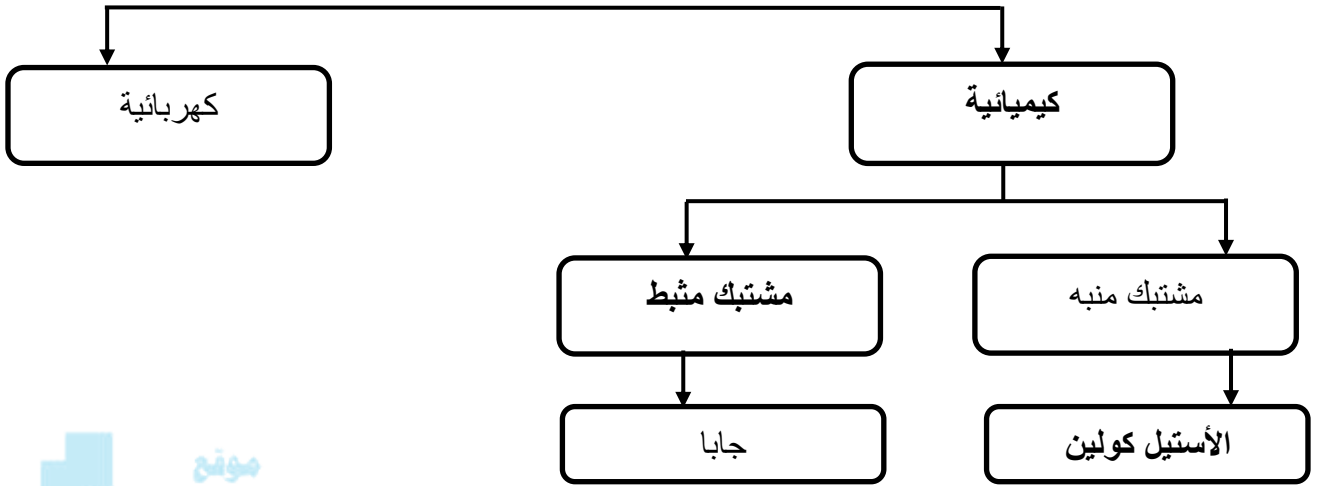 كيميائية
كهربائية
مشتبك منبه
مشتبك مثبط
الأستيل كولين
جابا
موقع